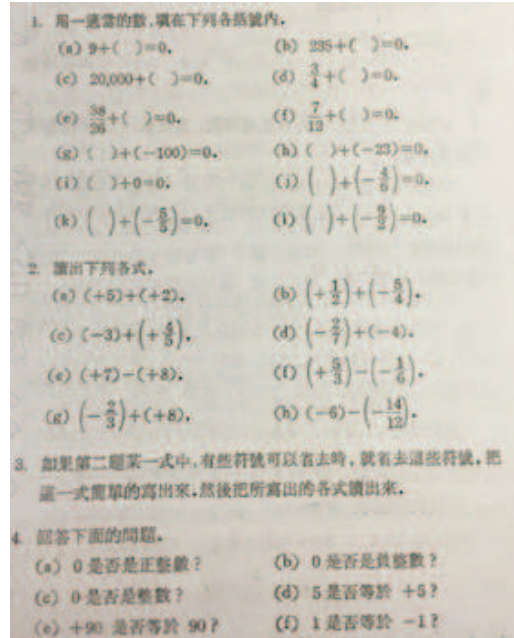 1. 用一適當的數,填在下列各括號內.
(a) 9+( )=0. (b) 235+( )=0.
(c) 20,000+( )=0. (d) 3/4+( )=0.
(e) 38/26+( )=0. (f) 7/12+( )=0.
(g) ( )+(-100)=0. (h) ( )+(-23)=0.
(i) ( )+0=0. (j) ( )+(-4/6)=0.
(k) ( )+(-5/3)=0. (l) ( )+(-9/2)=0.
2. 讀出下列各式.
(a) (+5)+(+2). (b) (+1/2)+(-5/4).
(c) (-3)+(+4/5). (d) (-2/7)+(-4).
(e) (+7)-(+8). (f) (+5/3)-(-1/6).
(g) (-2/3)+(+8). (h) (-6)-(-14/12).
3. 如果第二題某一式中,有些符號可以省去時,就省去這些符號,把
這一式簡單的寫出來.然後把所寫出的各式讀出來.
4. 回答下面的問題.
(a) 0 是否是正整數? (b) 0 是否是負整數?
(c) 0 是否是整數? (d) 5 是否等於 +5?
(e) +90 是否等於 90? (f) 1 是否等於 -1?